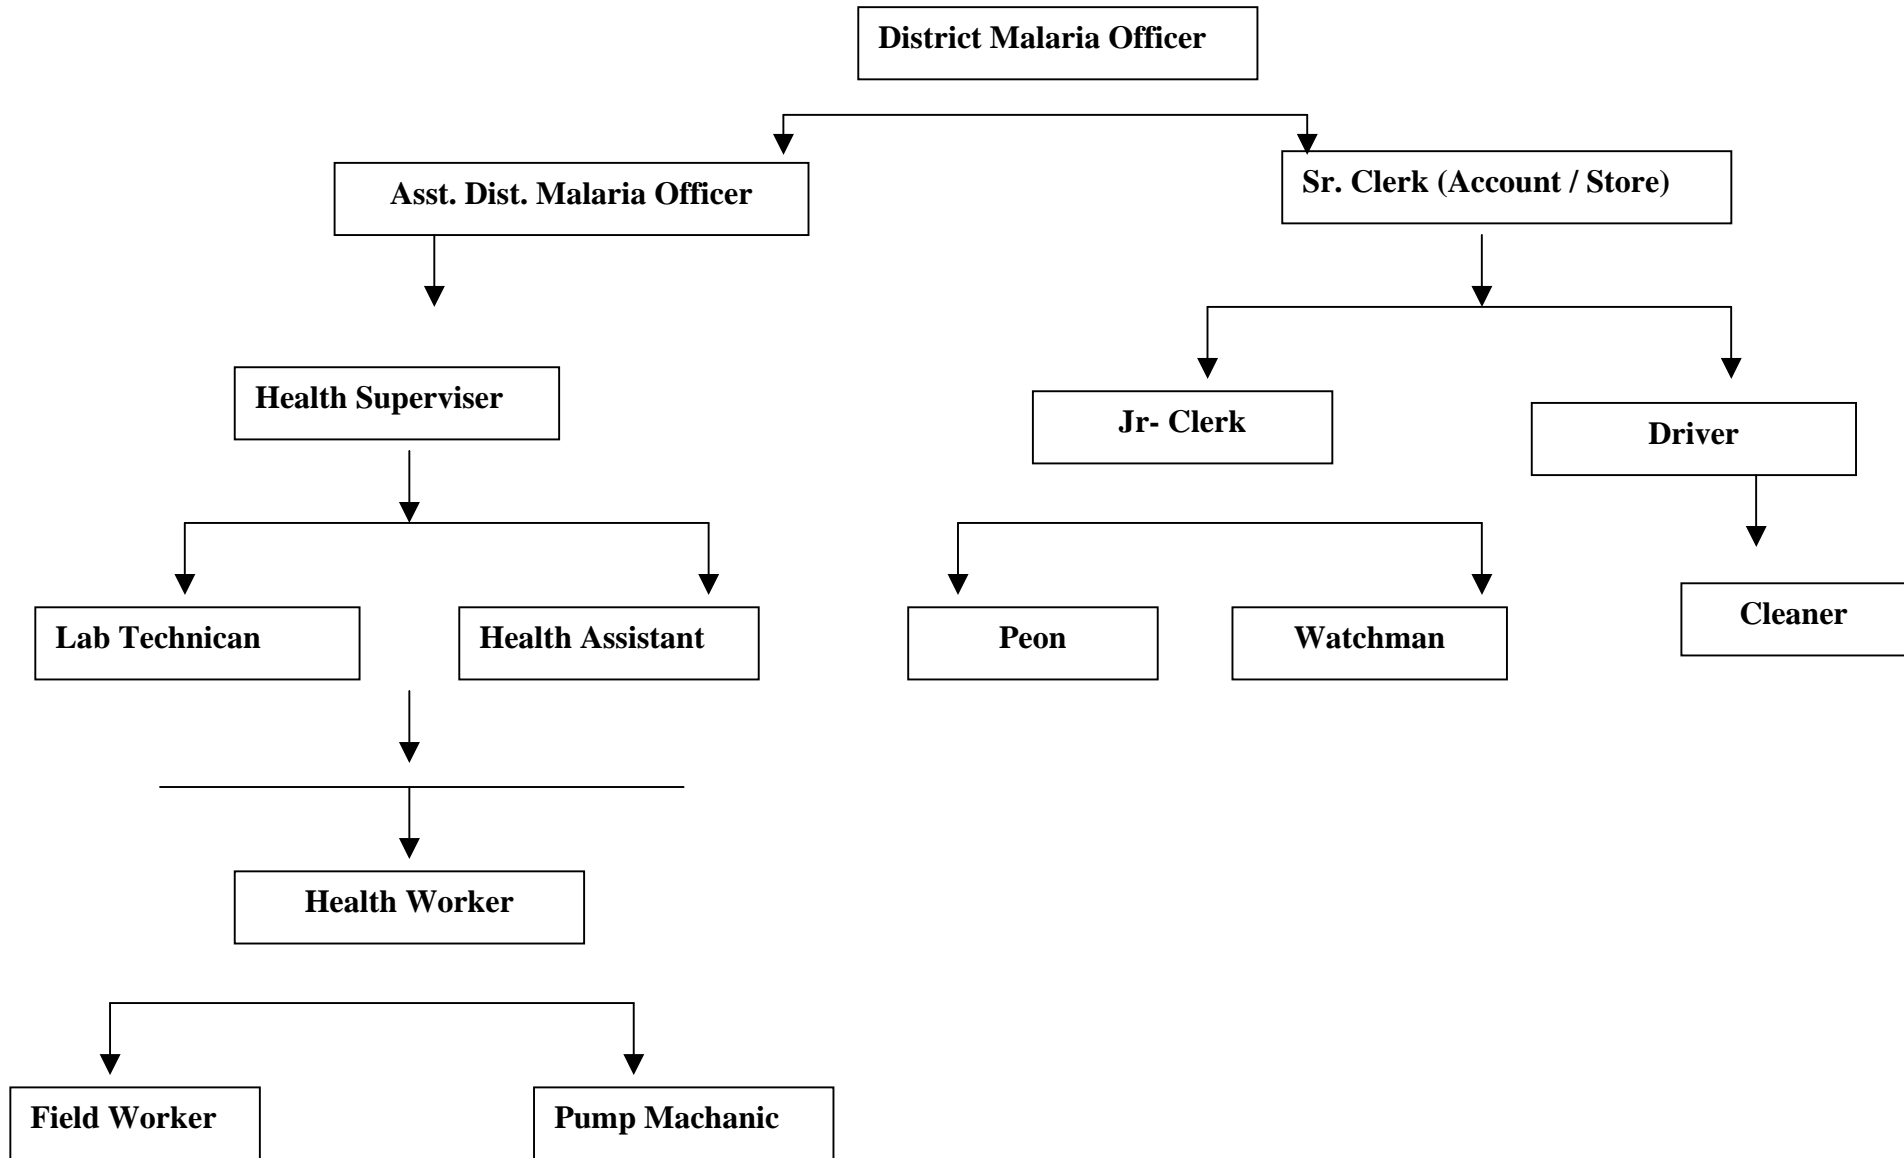 District Malaria Officer
Asst. Dist. Malaria Officer
Sr. Clerk (Account / Store)
Health Superviser
Jr- Clerk
Driver
Lab Technican
Health Assistant
Peon
Watchman
Cleaner
Health Worker
Field Worker
Pump Machanic